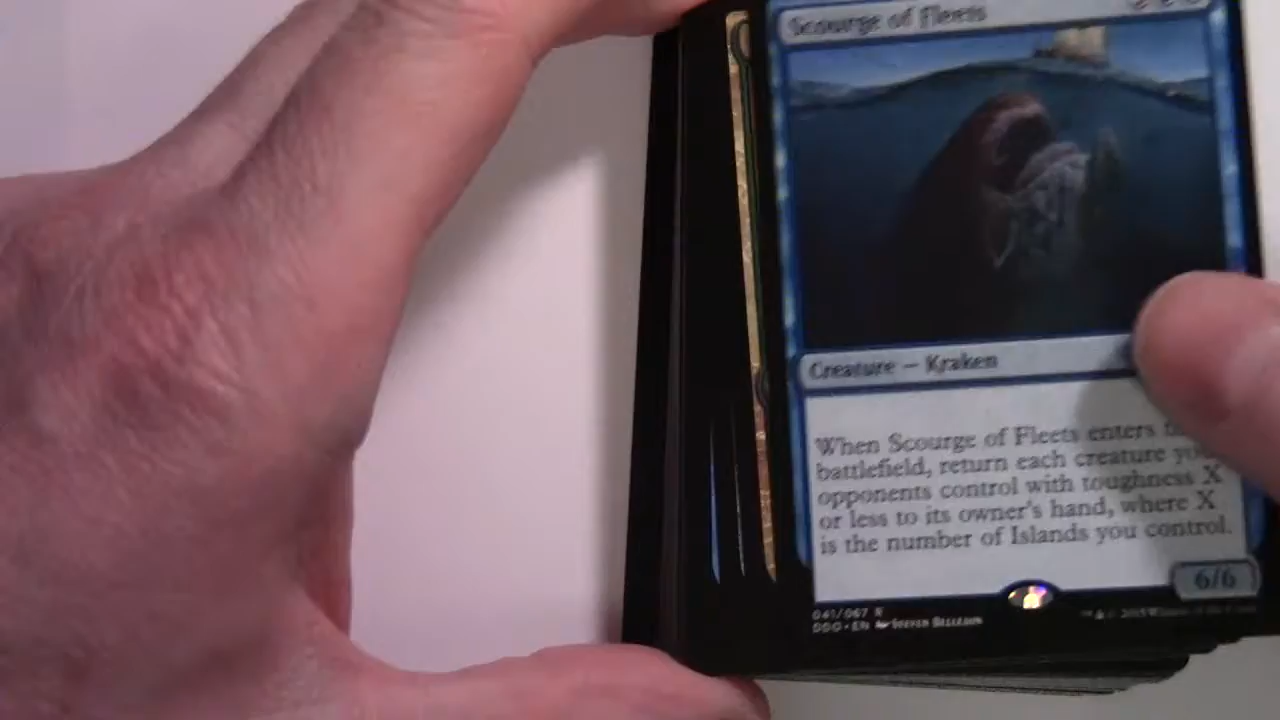 Scourge of Fleets
Creature — Kraken
When Scourge of Fleets enters
battlefield, return each creature
opponents control with toughness X
or less to its owner's hand, where X
is the number of Islands you control.
6/6
041/067 R
DDO • EN Steven Belledin
™ & © 2015